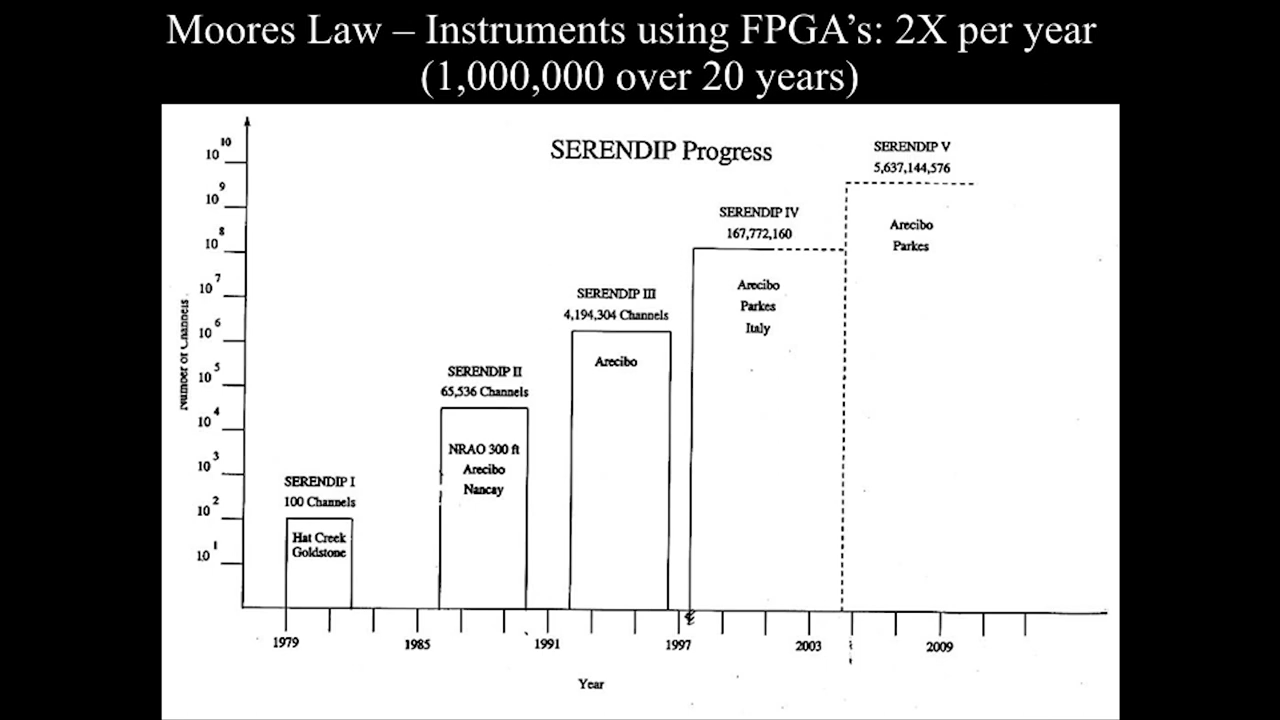 Moores Law – Instruments using FPGA's: 2X per year
(1,000,000 over 20 years)
SERENDIP Progress
SERENDIP V
5,637,144,576
Arecibo
Parkes
SERENDIP IV
167,772,160
Arecibo
Parkes
Italy
SERENDIP III
4,194,304 Channels
Arecibo
SERENDIP II
65,536 Channels
NRAO 300 ft
Arecibo
Nancay
SERENDIP I
100 Channels
Hat Creek
Goldstone
10^10
10^9
10^8
10^7
10^6
10^5
10^4
10^3
10^2
10^1
Number of Channels
1979 1985 1991 1997 2003 2009
Year